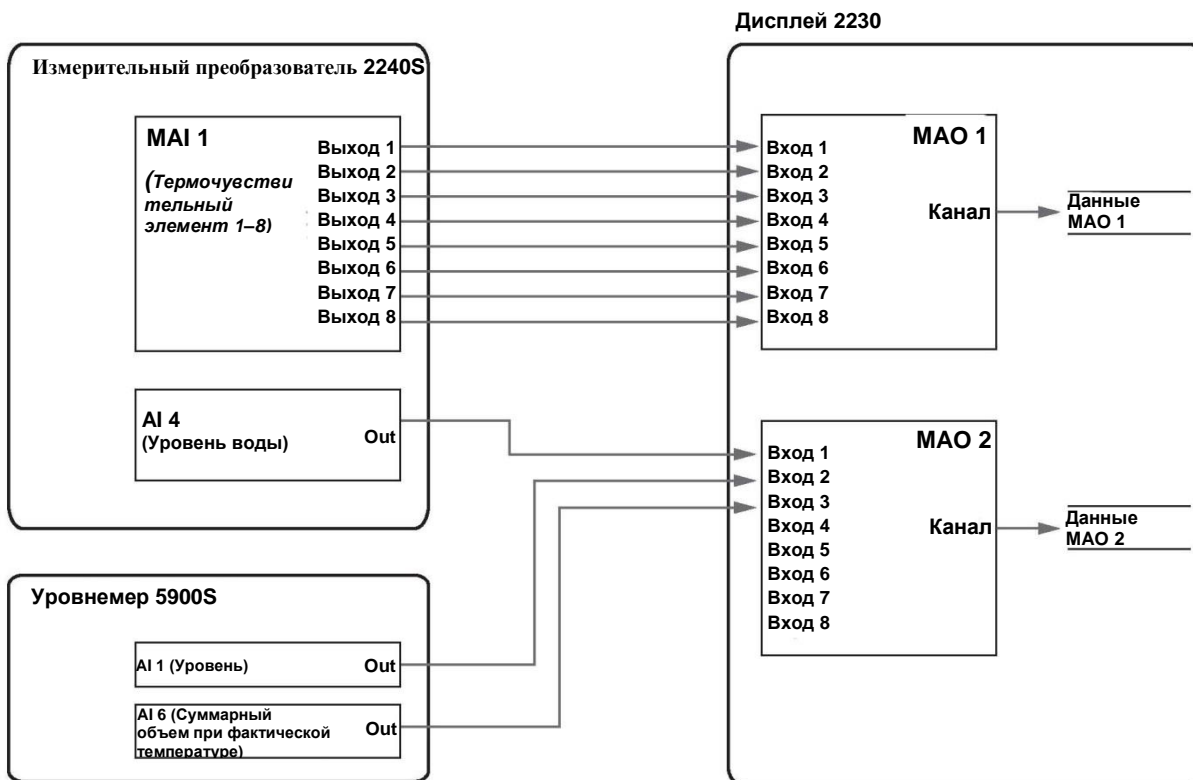 Дисплей 2230
Измерительный преобразователь 2240S
MAI 1
(Термочувстви
тельный
элемент 1–8)
Выход 1
Выход 2
Выход 3
Выход 4
Выход 5
Выход 6
Выход 7
Выход 8
AI 4
(Уровень воды)
Out
Уровнемер 5900S
AI 1 (Уровень)
Out
AI 6 (Суммарный
объем при фактической
температуре)
Out
MAO 1
Вход 1
Вход 2
Вход 3
Вход 4
Вход 5
Вход 6
Вход 7
Вход 8
Канал
Данные
MAO 1
MAO 2
Вход 1
Вход 2
Вход 3
Вход 4
Вход 5
Вход 6
Вход 7
Вход 8
Канал
Данные
MAO 2